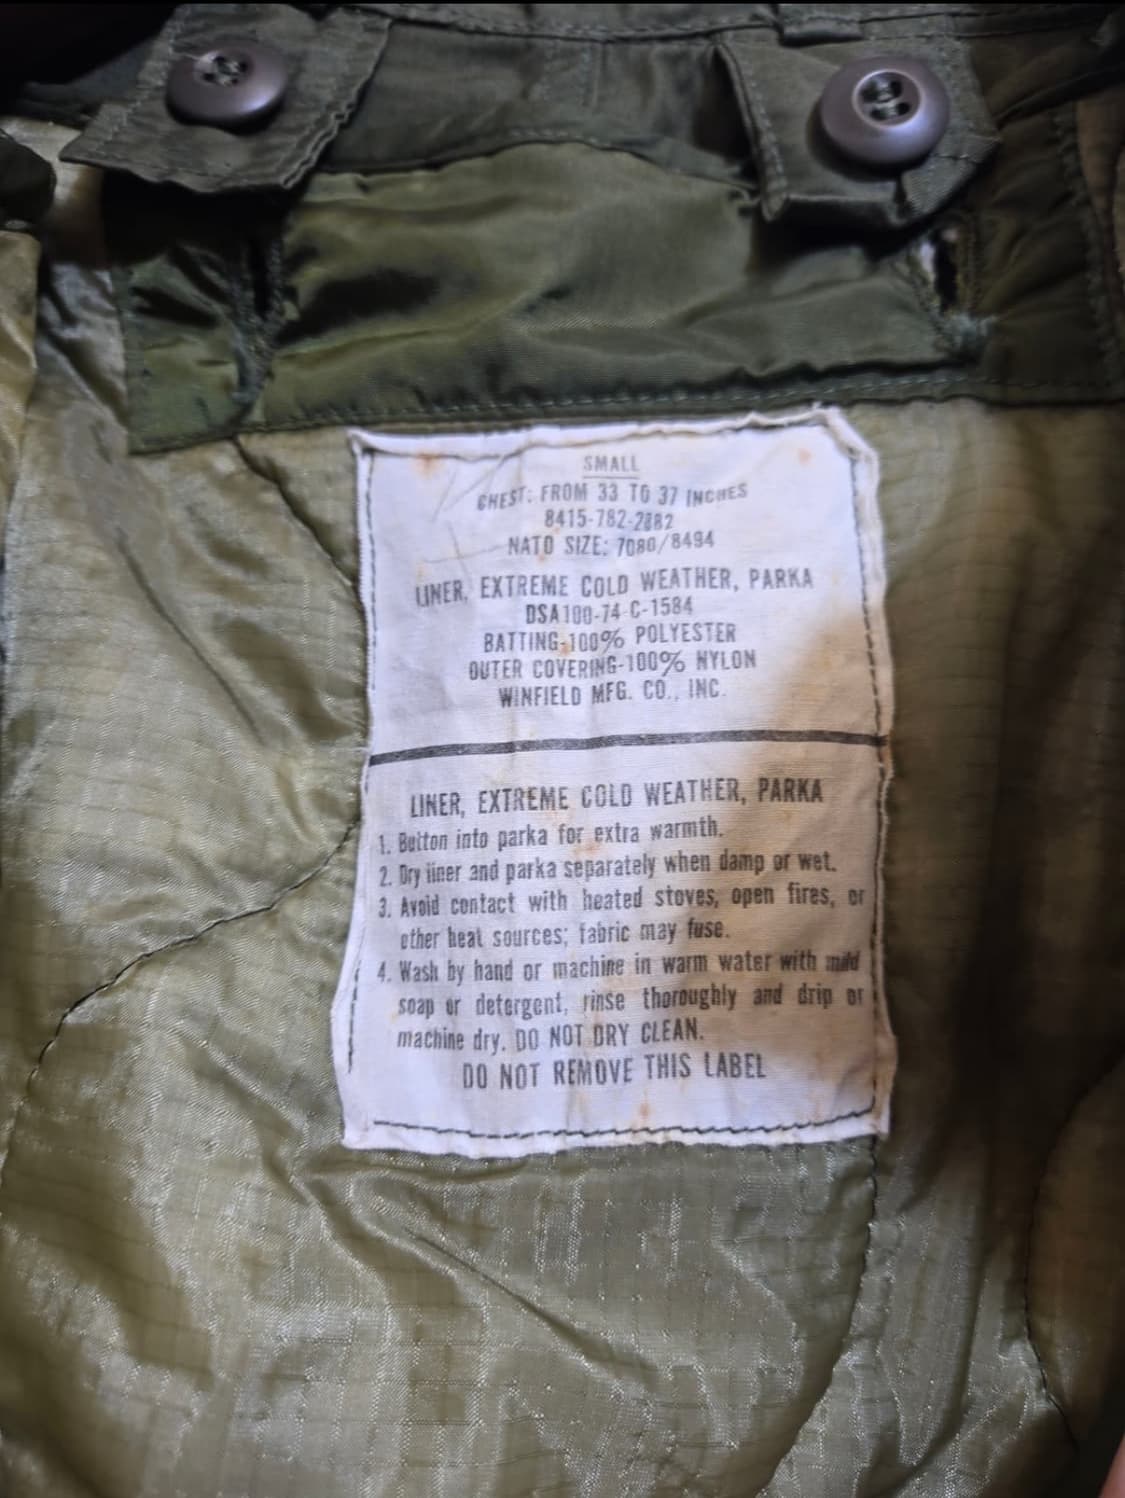 SMALL
CHEST: FROM 33 TO 37 INCHES
8415-782-2882
NATO SIZE: 7080/8494
LINER, EXTREME COLD WEATHER, PARKA
DSA100-74-C-1584
BATTING-100% POLYESTER
OUTER COVERING-100% NYLON
WINFIELD MFG. CO., INC.
LINER, EXTREME COLD WEATHER, PARKA
1. Button into parka for extra warmth.
2. Dry liner and parka separately when damp or wet.
3. Avoid contact with heated stoves, open fires, or
other heat sources; fabric may fuse.
4. Wash by hand or machine in warm water with mild
soap or detergent, rinse thoroughly and drip or
machine dry. DO NOT DRY CLEAN.
DO NOT REMOVE THIS LABEL